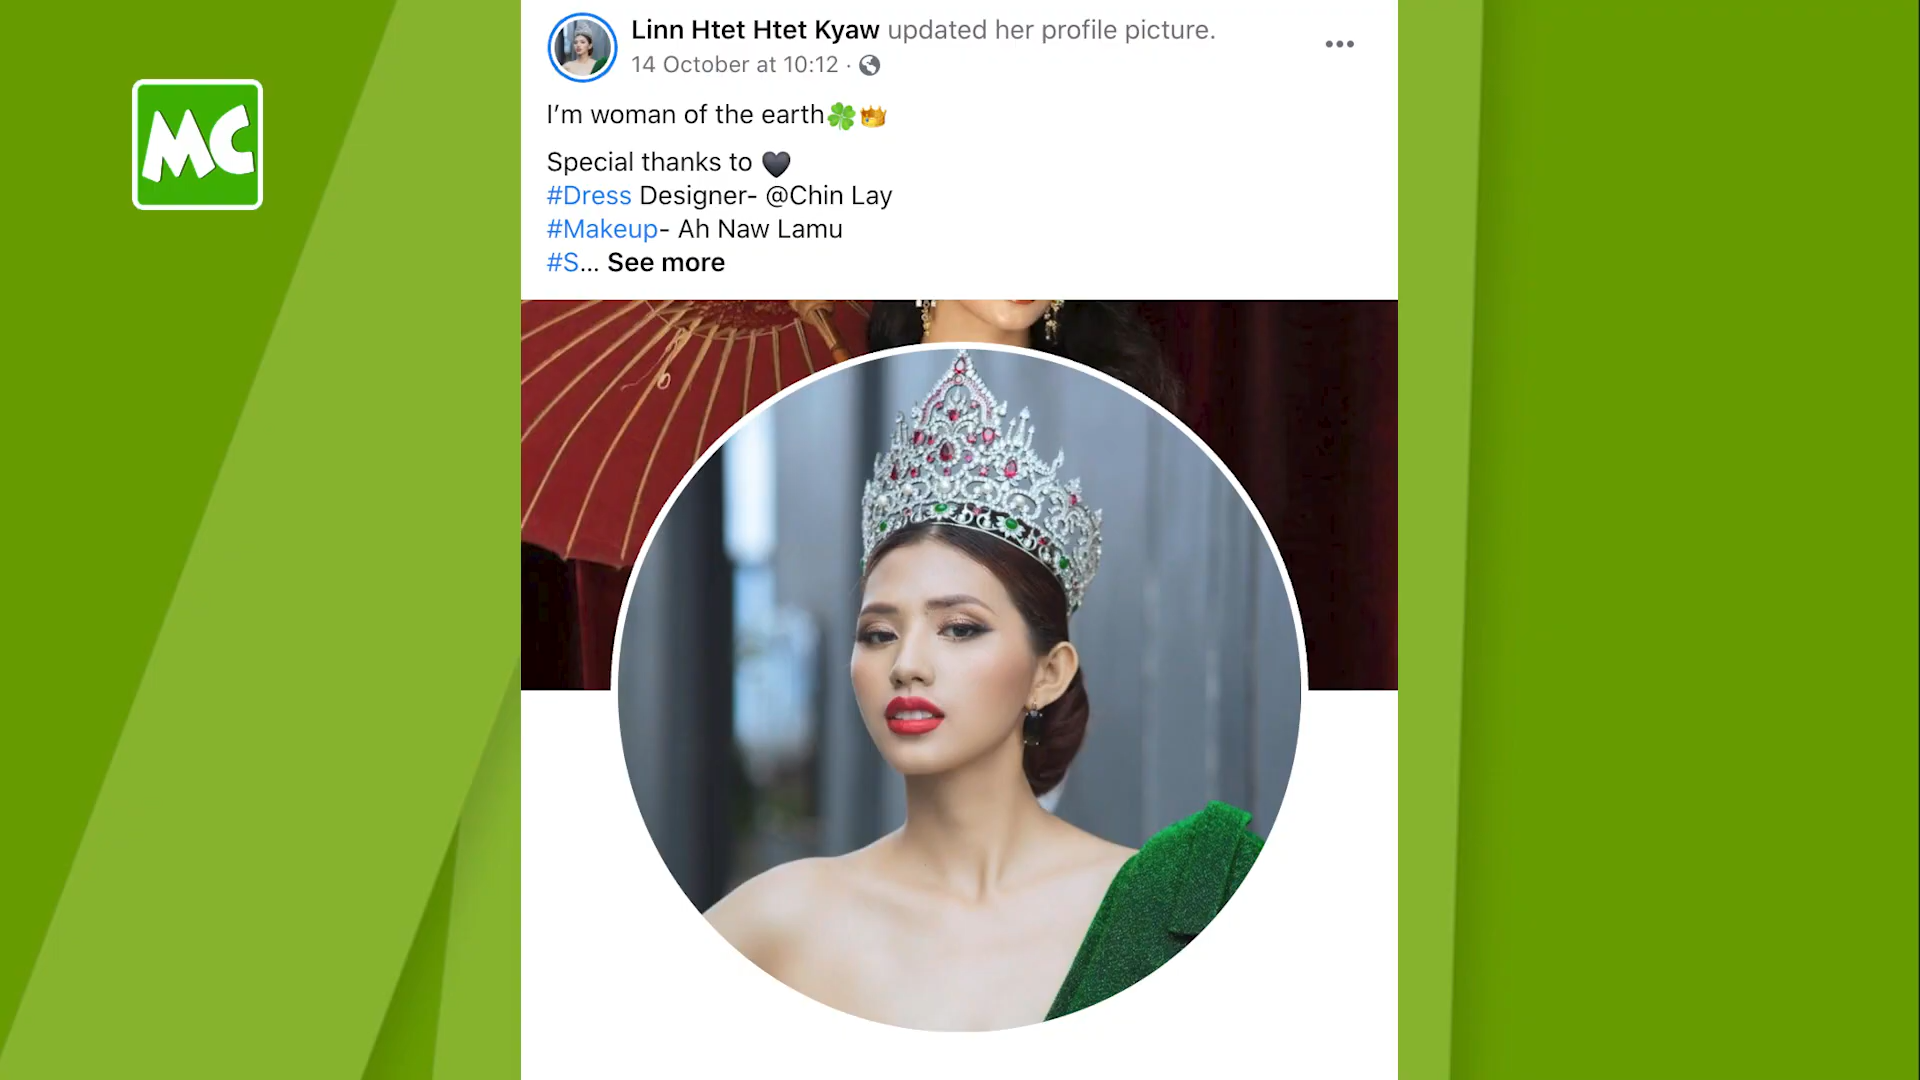 MC
Linn Htet Htet Kyaw updated her profile picture.
14 October at 10:12 ·
I'm woman of the earth🍀👑
Special thanks to 🖤
#Dress Designer- @Chin Lay
#Makeup- Ah Naw Lamu
#S... See more